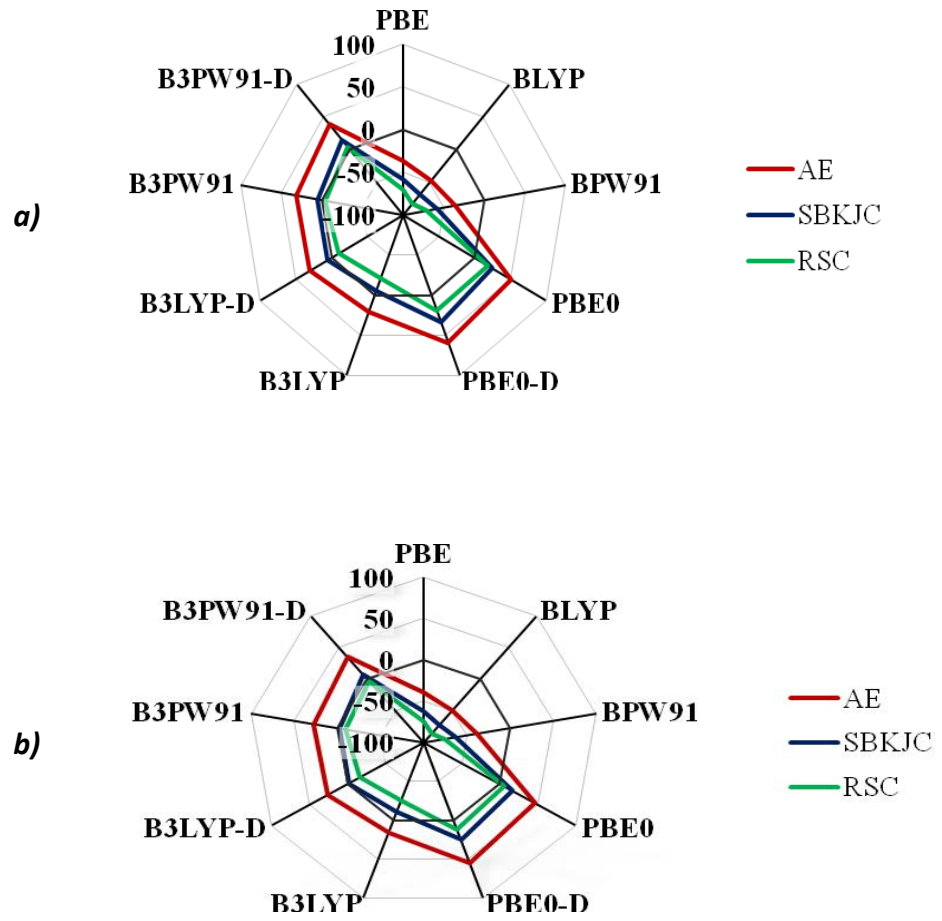 PBE
100
B3PW91-D
BLYP
50
0
B3PW91
BPW91
-50
a)
-100
AE
SBKJC
RSC
B3LYP-D
PBE0
B3LYP
PBE0-D
PBE
100
B3PW91-D
BLYP
50
0
B3PW91
BPW91
-50
b)
-100
AE
SBKJC
RSC
B3LYP-D
PBE0
B3LYP
PBE0-D